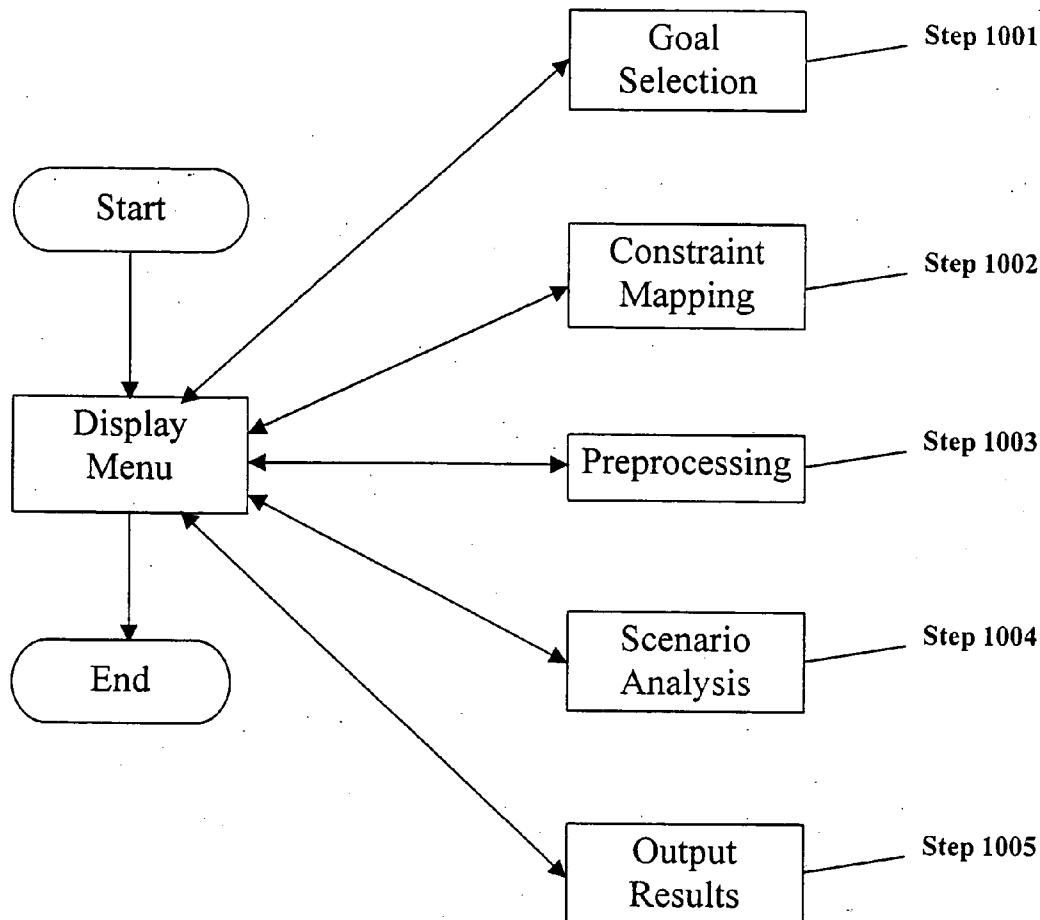 Goal
Selection
Step 1001
Start
Constraint
Mapping
Step 1002
Display
Menu
Preprocessing
Step 1003
End
Scenario
Analysis
Step 1004
Output
Results
Step 1005